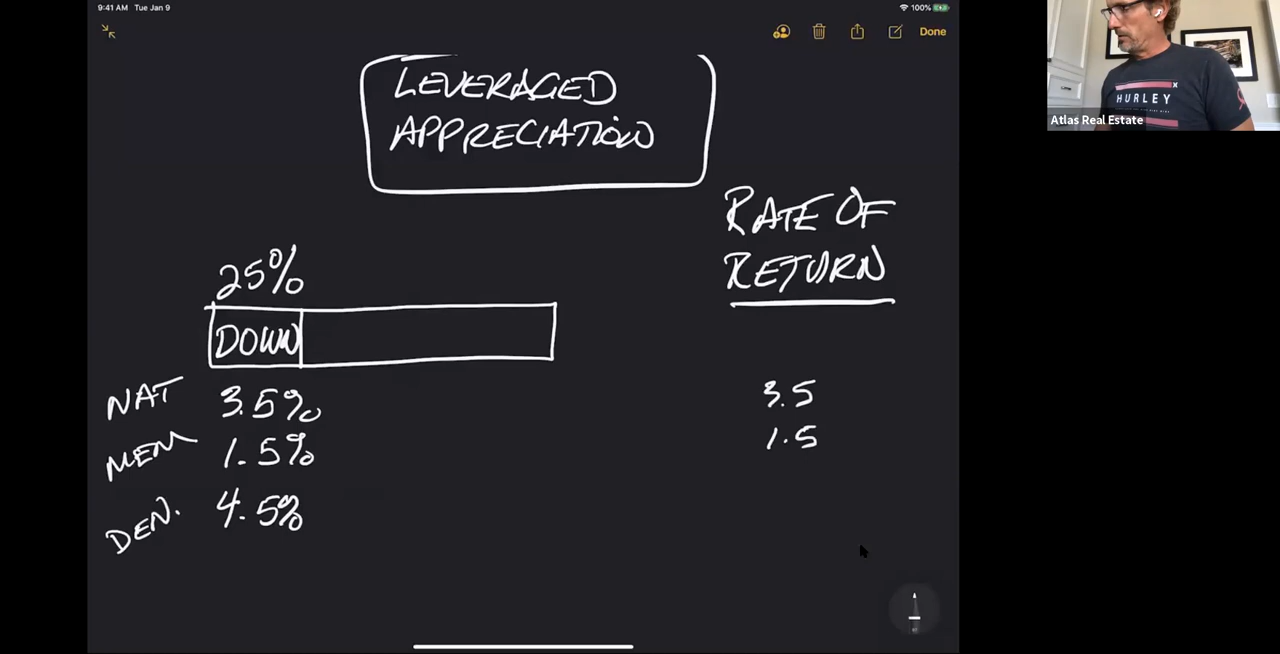 9:41 AM Tue Jan 9
100%
Done
LEVERAGED
APPRECIATION
RATE OF
RETURN
25%
DOWN
NAT 3.5% 3.5
MEM 1.5% 1.5
DEN. 4.5%
HURLEY
Atlas Real Estate